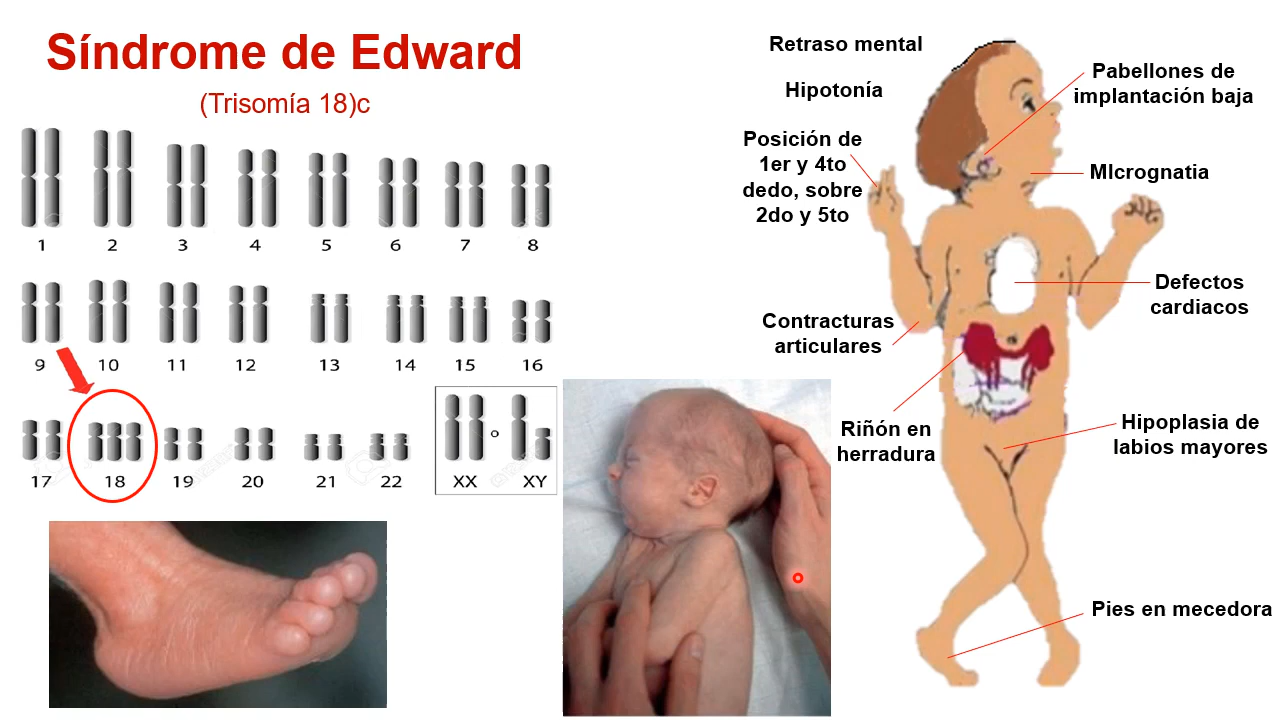 Síndrome de Edward
(Trisomía 18)c
1 2 3 4 5 6 7 8
9 10 11 12 13 14 15 16
17 18 19 20 21 22 XX o XY
Retraso mental
Hipotonía
Posición de
1er y 4to
dedo, sobre
2do y 5to
Contracturas
articulares
Riñón en
herradura
Pabellones de
implantación baja
MIcrognatia
Defectos
cardiacos
Hipoplasia de
labios mayores
Pies en mecedora